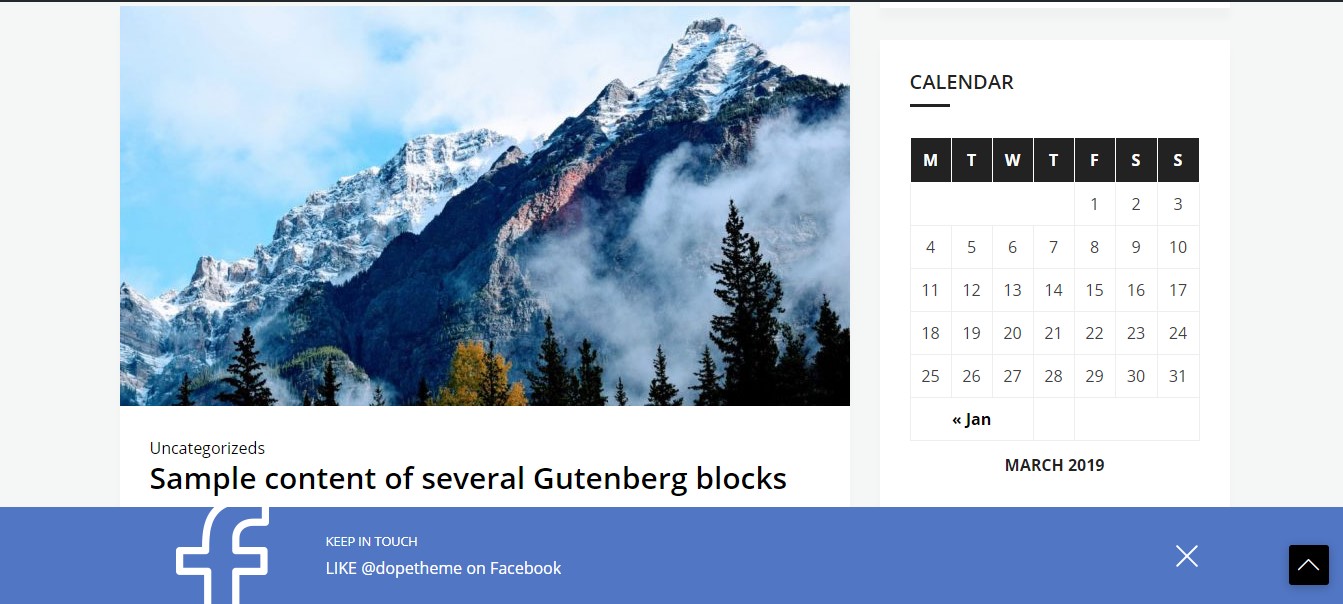 CALENDAR
M T W T F S S
1 2 3
4 5 6 7 8 9 10
11 12 13 14 15 16 17
18 19 20 21 22 23 24
25 26 27 28 29 30 31
« Jan
MARCH 2019
Uncategorizeds
Sample content of several Gutenberg blocks
KEEP IN TOUCH
LIKE @dopetheme on Facebook